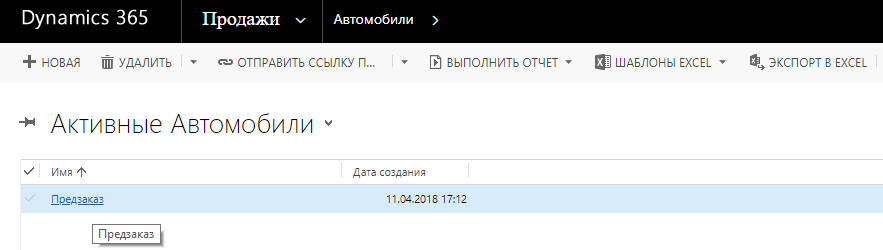 Dynamics 365 Продажи Автомобили
НОВАЯ УДАЛИТЬ ОТПРАВИТЬ ССЫЛКУ П... ВЫПОЛНИТЬ ОТЧЕТ ШАБЛОНЫ EXCEL ЭКСПОРТ В EXCEL
Активные Автомобили
Имя Дата создания
Предзаказ 11.04.2018 17:12
Предзаказ